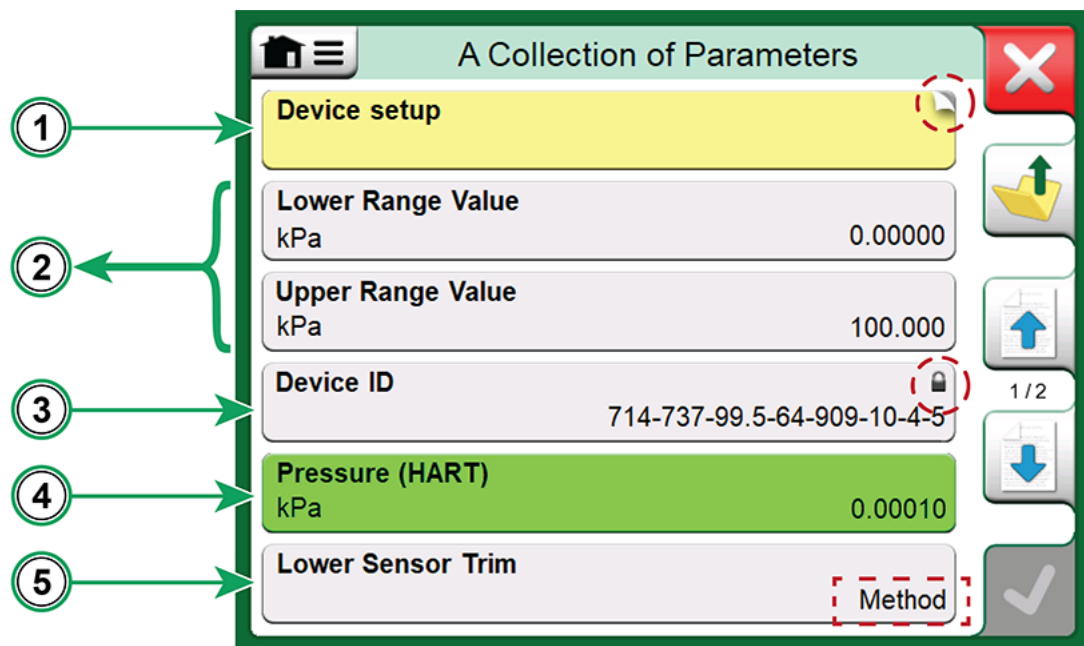 A Collection of Parameters
1
Device setup
2
Lower Range Value
kPa 0.00000
Upper Range Value
kPa 100.000
3
Device ID
714-737-99.5-64-909-10-4-5
1/2
4
Pressure (HART)
kPa 0.00010
5
Lower Sensor Trim
Method